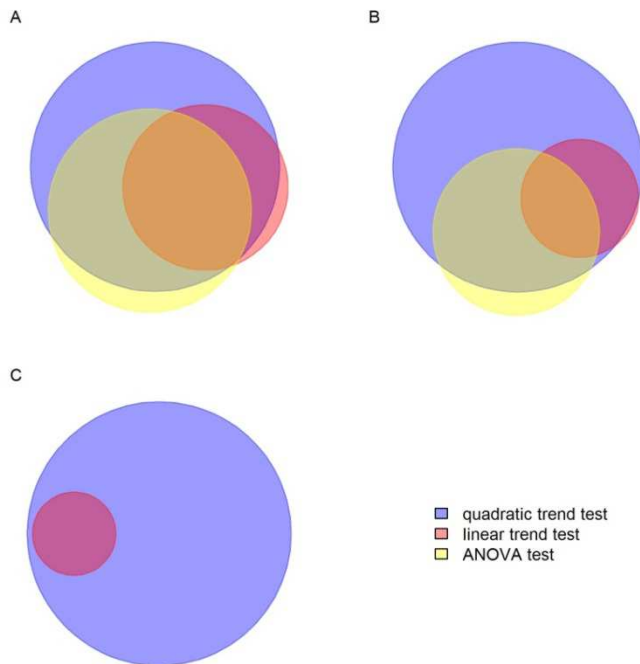 A
B
C
quadratic trend test
linear trend test
ANOVA test